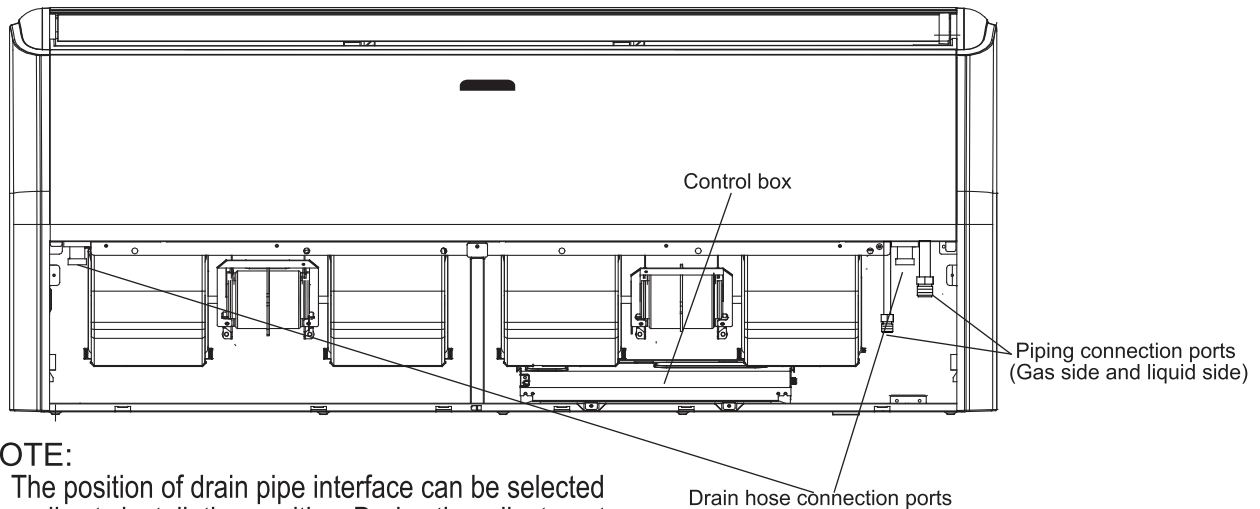 Control box
Piping connection ports
(Gas side and liquid side)
OTE:
The position of drain pipe interface can be selected
Drain hose connection ports